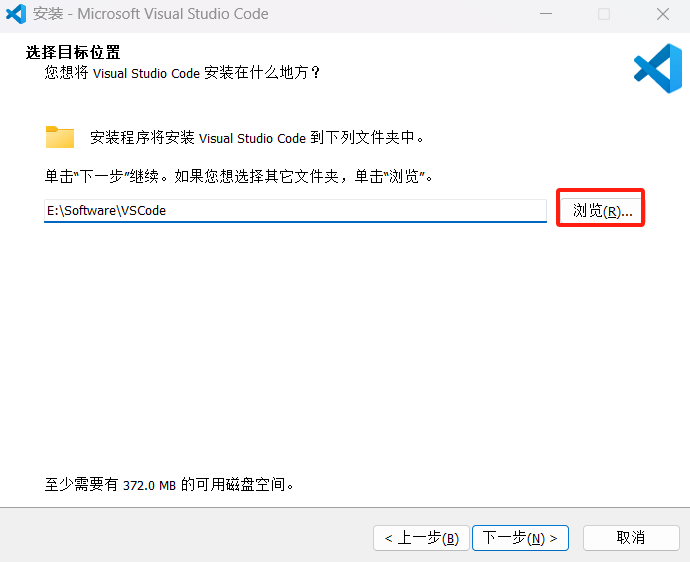 安装 - Microsoft Visual Studio Code
选择目标位置
您想将 Visual Studio Code 安装在什么地方？
安装程序将安装 Visual Studio Code 到下列文件夹中。
单击“下一步”继续。如果您想选择其它文件夹，单击“浏览”。
E:\Software\VSCode
浏览(R)...
至少需要有 372.0 MB 的可用磁盘空间。
< 上一步(B) 下一步(N) > 取消